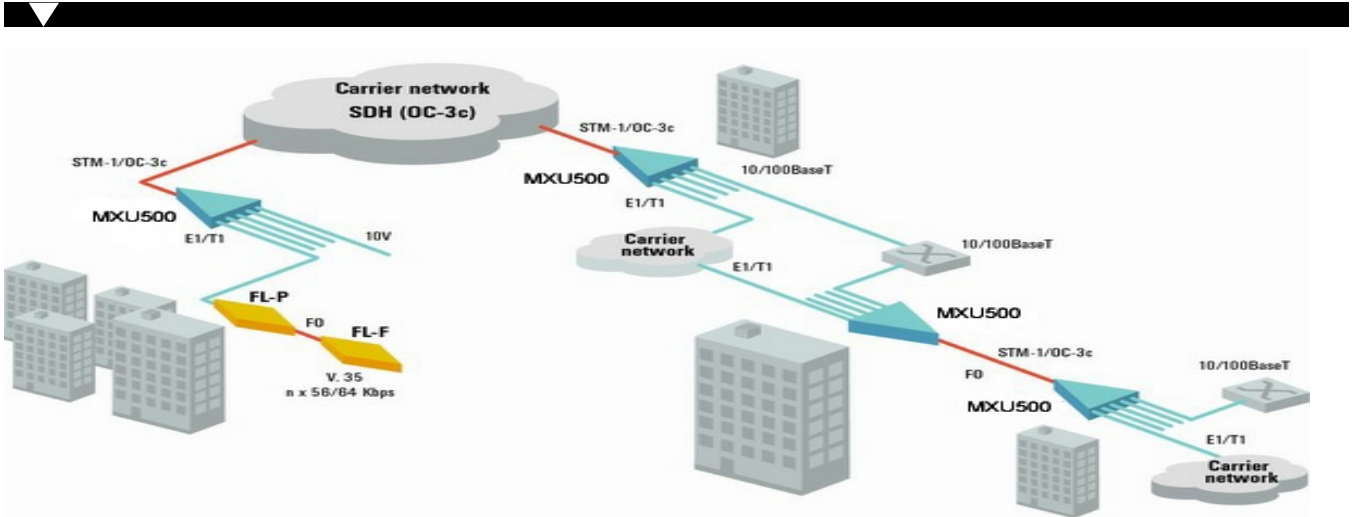 Carrier network
SDH (OC-3c)
STM-1/OC-3c
STM-1/OC-3c
MXU500
10/100BaseT
MXU500
E1/T1
E1/T1
10V
Carrier
network
10/100BaseT
E1/T1
FL-P
FO
FL-F
V. 35
n x 56/64 Kbps
MXU500
STM-1/OC-3c
FO
10/100BaseT
MXU500
E1/T1
Carrier
network